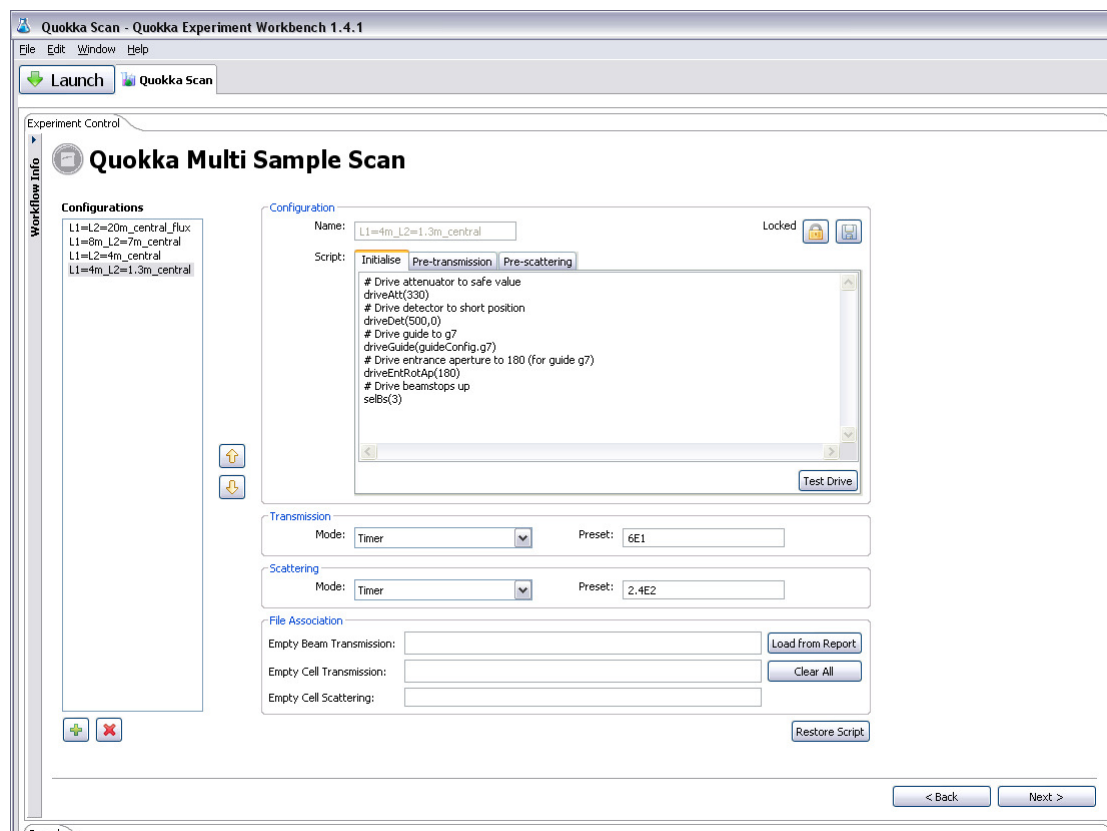 Quokka Scan - Quokka Experiment Workbench 1.4.1
File Edit Window Help
Launch Quokka Scan
Experiment Control
Workflow Info
Quokka Multi Sample Scan
Configurations
L1=L2=20m_central_flux
L1=8m_L2=7m_central
L1=L2=4m_central
L1=4m_L2=1.3m_central
Configuration
Name: L1=4m_L2=1.3m_central Locked
Script: Initialise Pre-transmission Pre-scattering
# Drive attenuator to safe value
driveAtt(330)
# Drive detector to short position
driveDet(500,0)
# Drive guide to g7
driveGuide(guideConfig.g7)
# Drive entrance aperture to 180 (for guide g7)
driveEntRotAp(180)
# Drive beamstops up
selBs(3)
Test Drive
Transmission
Mode: Timer Preset: 6E1
Scattering
Mode: Timer Preset: 2.4E2
File Association
Empty Beam Transmission: Load from Report
Empty Cell Transmission: Clear All
Empty Cell Scattering:
Restore Script
< Back Next >